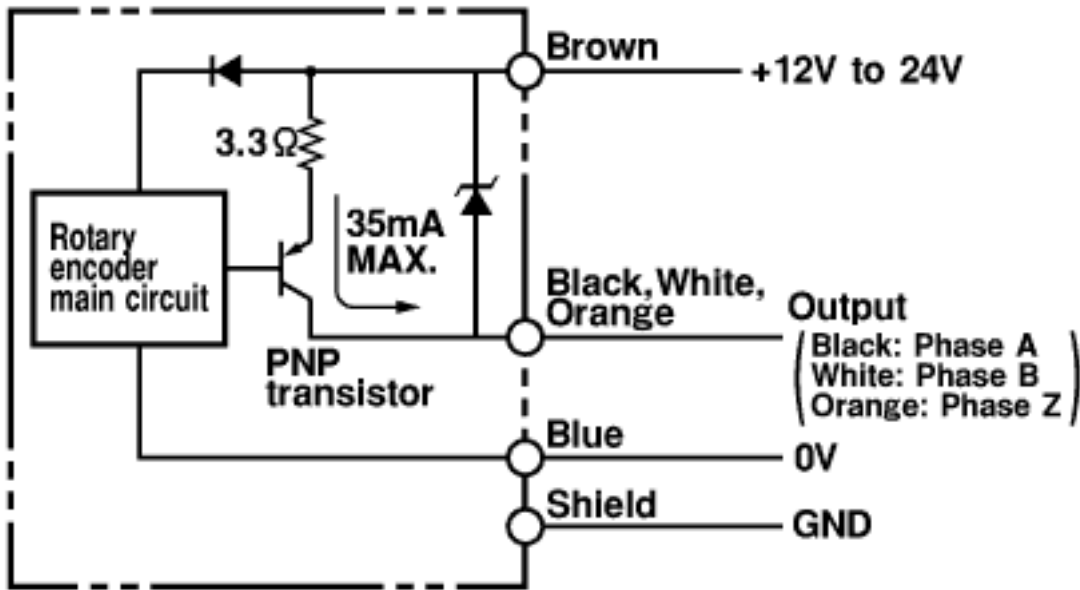 Brown
+12V to 24V
3.3Ω
35mA
MAX.
Rotary
encoder
main circuit
Black, White,
Orange
Output
(Black: Phase A
White: Phase B
Orange: Phase Z)
PNP
transistor
Blue
0V
Shield
GND